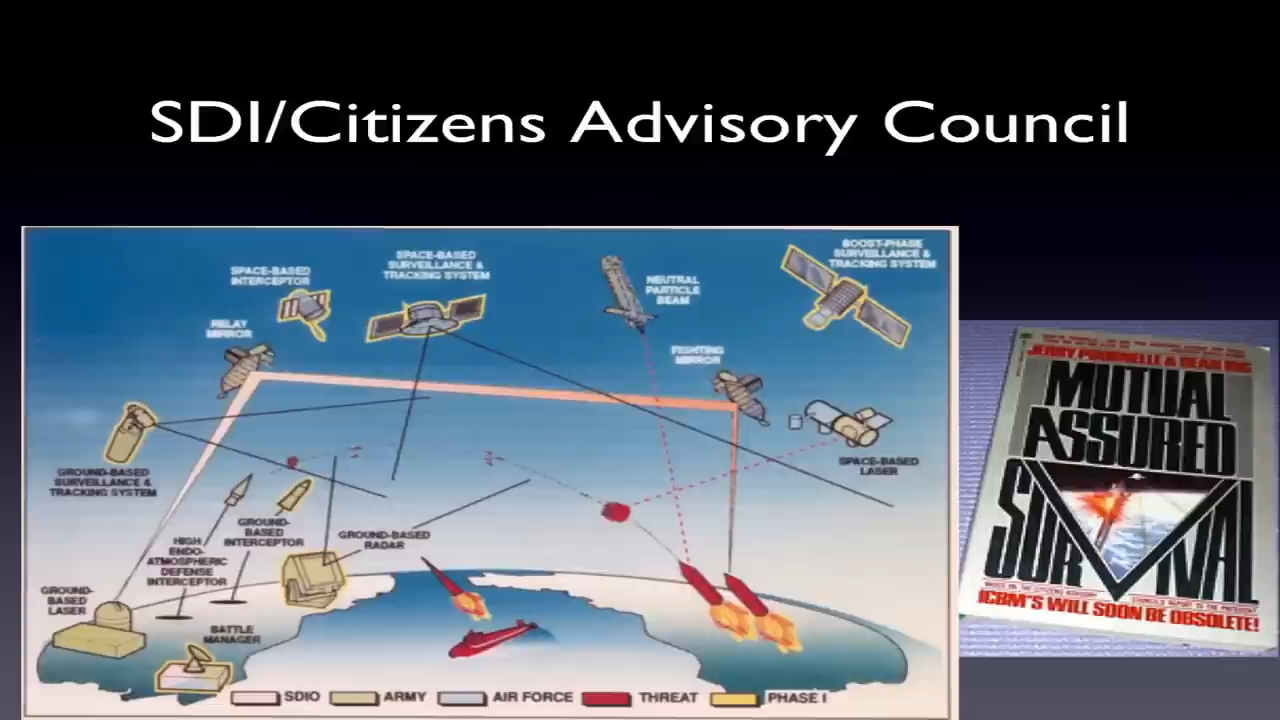 SDI/Citizens Advisory Council
SPACE-BASED
INTERCEPTOR
SPACE-BASED
SURVEILLANCE &
TRACKING SYSTEM
NEUTRAL
PARTICLE
BEAM
BOOST-PHASE
SURVEILLANCE &
TRACKING SYSTEM
RELAY
MIRROR
FIGHTING
MIRROR
SPACE-BASED
LASER
GROUND-BASED
SURVEILLANCE &
TRACKING SYSTEM
GROUND-
BASED
INTERCEPTOR
GROUND-BASED
RADAR
HIGH
ENDO-
ATMOSPHERIC
DEFENSE
INTERCEPTOR
GROUND-
BASED
LASER
BATTLE
MANAGER
SDIO
ARMY
AIR FORCE
THREAT
PHASE I
JERRY POURNELLE & DEAN ING
MUTUAL
ASSURED
SURVIVAL
ICBM'S WILL SOON BE OBSOLETE!